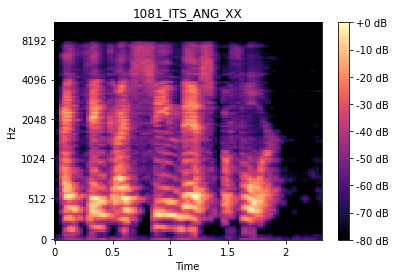 1081_ITS_ANG_XX
Hz
8192
4096
2048
1024
512
0
0
0.5
1
1.5
2
Time
+0 dB
-10 dB
-20 dB
-30 dB
-40 dB
-50 dB
-60 dB
-70 dB
-80 dB